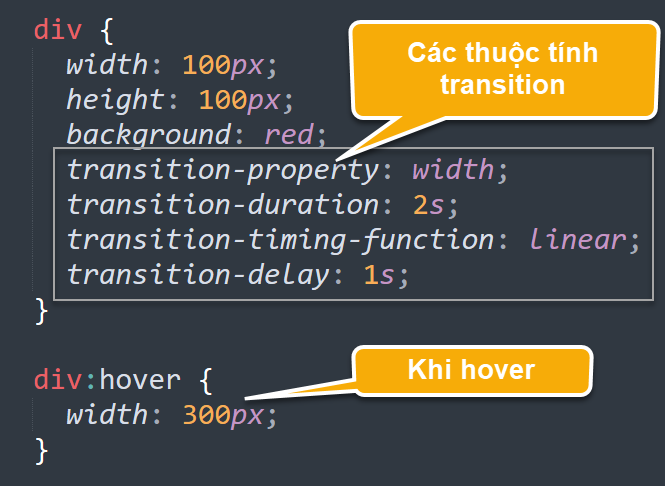 div {
width: 100px;
height: 100px;
background: red;
transition-property: width;
transition-duration: 2s;
transition-timing-function: linear;
transition-delay: 1s;
}
Các thuộc tính
transition
div:hover {
width: 300px;
}
Khi hover